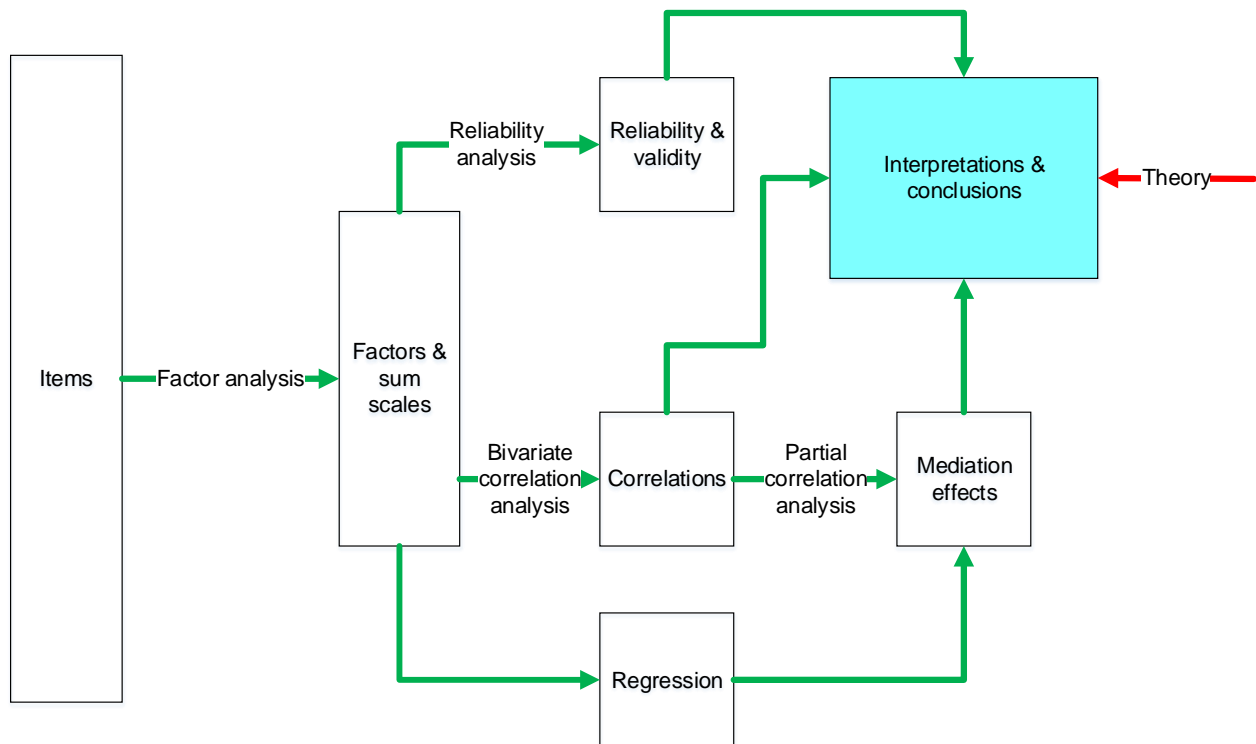 Items
Factor analysis
Factors &
sum
scales
Reliability
analysis
Reliability &
validity
Interpretations &
conclusions
Theory
Bivariate
correlation
analysis
Correlations
Partial
correlation
analysis
Mediation
effects
Regression